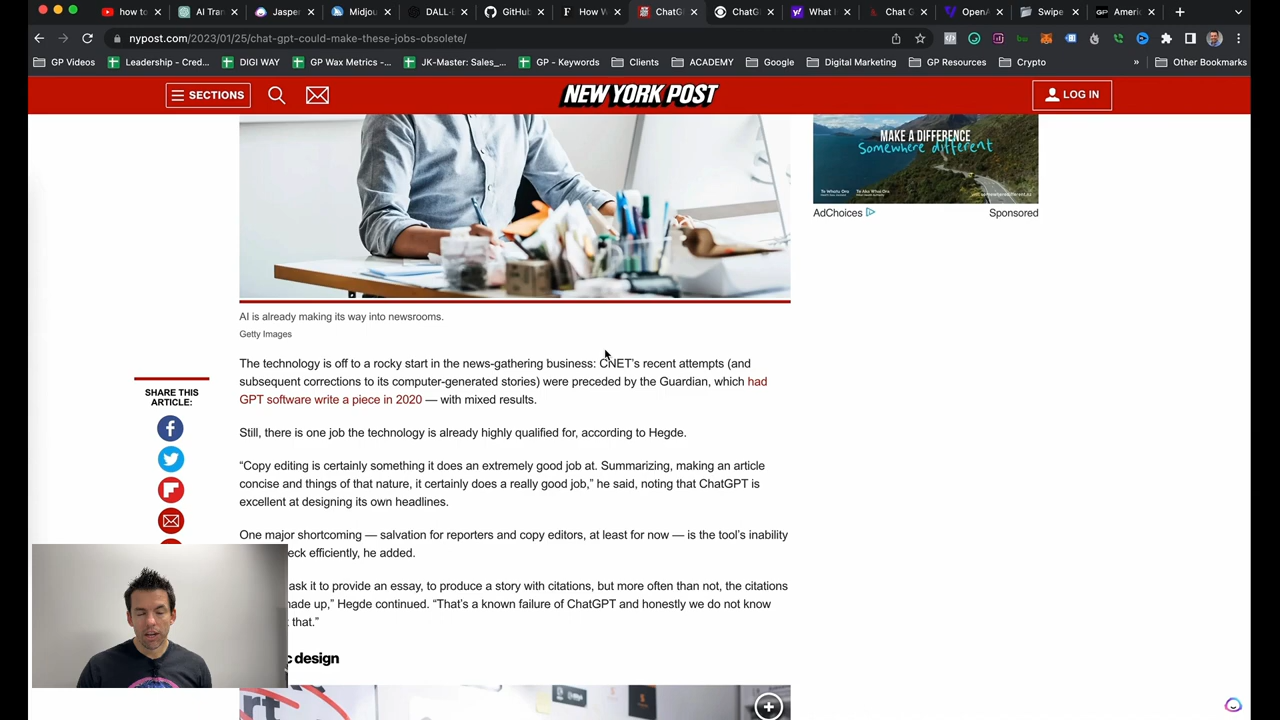 how to
AI Tran
Jasper
Midjou
DALL-
GitHub
How W
ChatG
ChatG
What I
Chat G
OpenA
Swipe
Americ
nypost.com/2023/01/25/chat-gpt-could-make-these-jobs-obsolete/
GP Videos
Leadership - Cred...
DIGI WAY
GP Wax Metrics -...
JK-Master: Sales_...
GP - Keywords
Clients
ACADEMY
Google
Digital Marketing
GP Resources
Crypto
»
Other Bookmarks
SECTIONS
NEW YORK POST
LOG IN
MAKE A DIFFERENCE
Somewhere different
AdChoices
Sponsored
AI is already making its way into newsrooms.
Getty Images
The technology is off to a rocky start in the news-gathering business: CNET's recent attempts (and
subsequent corrections to its computer-generated stories) were preceded by the Guardian, which had
GPT software write a piece in 2020 — with mixed results.
SHARE THIS
ARTICLE:
Still, there is one job the technology is already highly qualified for, according to Hegde.
“Copy editing is certainly something it does an extremely good job at. Summarizing, making an article
concise and things of that nature, it certainly does a really good job,” he said, noting that ChatGPT is
excellent at designing its own headlines.
One major shortcoming — salvation for reporters and copy editors, at least for now — is the tool's inability
eck efficiently, he added.
ask it to provide an essay, to produce a story with citations, but more often than not, the citations
made up,” Hegde continued. “That's a known failure of ChatGPT and honestly we do not know
that.”
c design